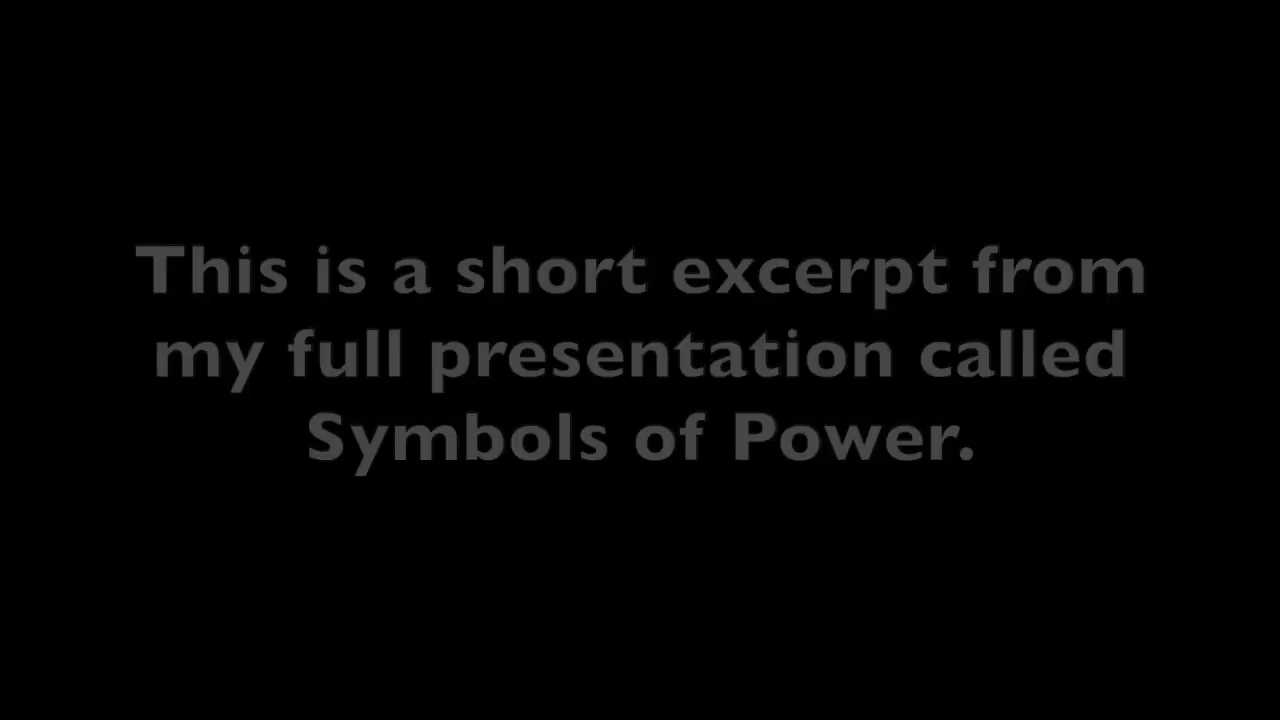 This is a short excerpt from
my full presentation called
Symbols of Power.